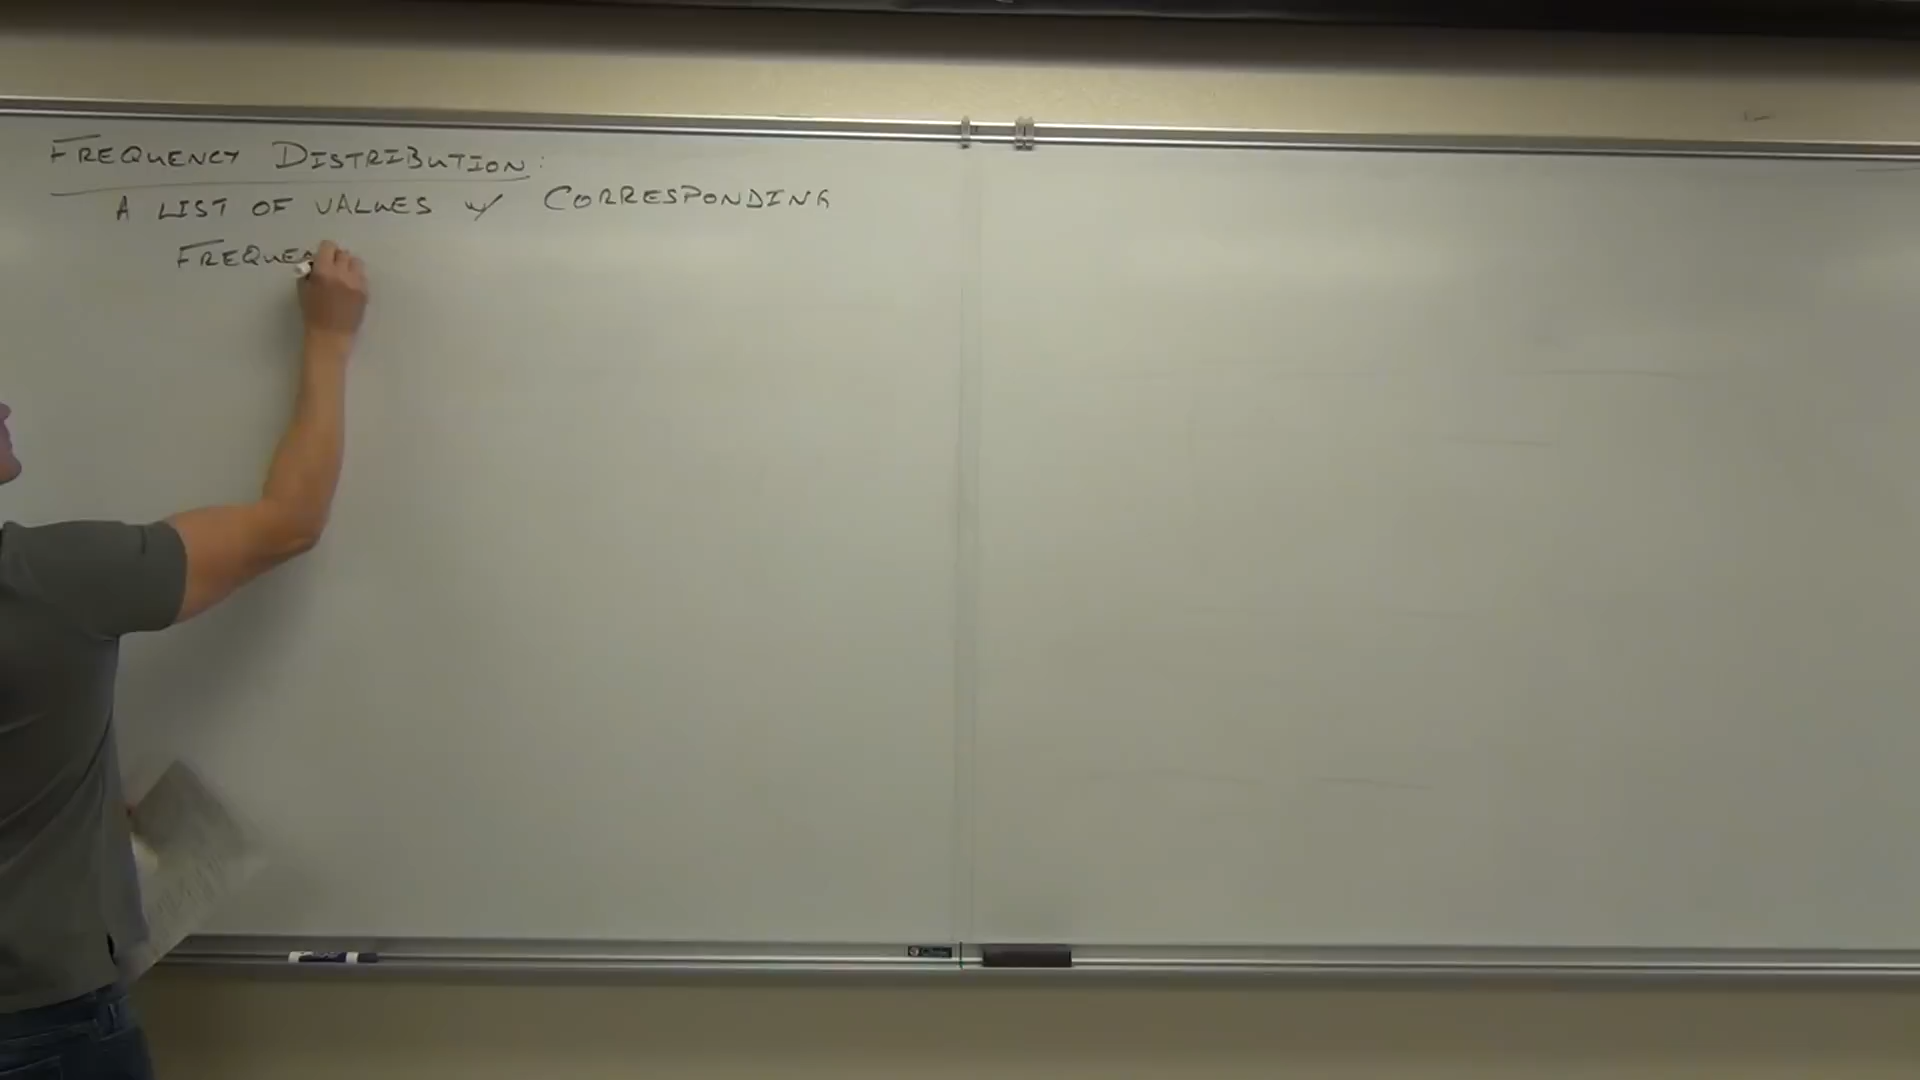 FREQUENCY DISTRIBUTION:
A LIST OF VALUES w/ CORRESPONDING